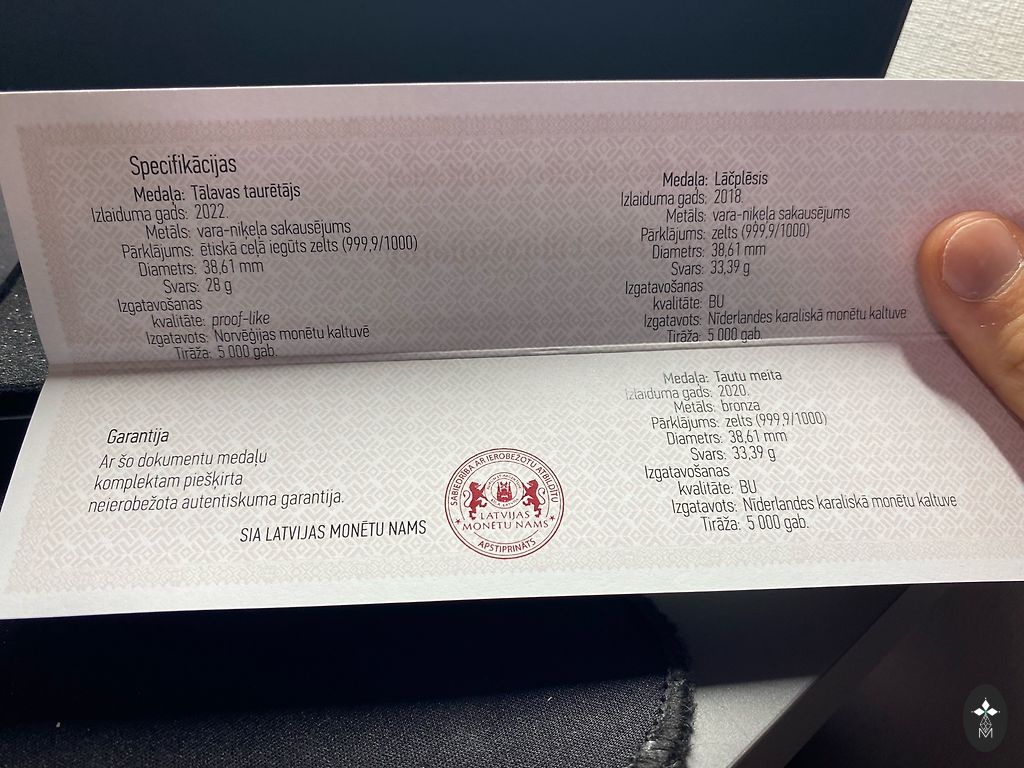 Specifikācijas
Medaļa: Tālavas taurētājs
Izlaiduma gads: 2022.
Metāls: vara-niķeļa sakausējums
Pārklājums: ētiskā ceļā iegūts zelts (999,9/1000)
Diametrs: 38,61 mm
Svars: 28 g
Izgatavošanas
kvalitāte: proof-like
Izgatavots: Norvēģijas monētu kaltuvē
Tirāža: 5 000 gab.
Medaļa: Lāčplēsis
Izlaiduma gads: 2018.
Metāls: vara-niķeļa sakausējums
Pārklājums: zelts (999,9/1000)
Diametrs: 38,61 mm
Svars: 33,39 g
Izgatavošanas
kvalitāte: BU
Izgatavots: Nīderlandes karaliskā monētu kaltuve
Tirāža: 5 000 gab.
Garantija
Ar šo dokumentu medaļu
komplektam piešķirta
neierobežota autentiskuma garantija.
SIA LATVIJAS MONĒTU NAMS
SABIEDRĪBA AR IEROBEŽOTU ATBILDĪBU
LATVIJAS
MONĒTU NAMS
APSTIPRINĀTS
Medaļa: Tautu meita
Izlaiduma gads: 2020.
Metāls: bronza
Pārklājums: zelts (999,9/1000)
Diametrs: 38,61 mm
Svars: 33,39 g
Izgatavošanas
kvalitāte: BU
Izgatavots: Nīderlandes karaliskā monētu kaltuve
Tirāža: 5 000 gab.